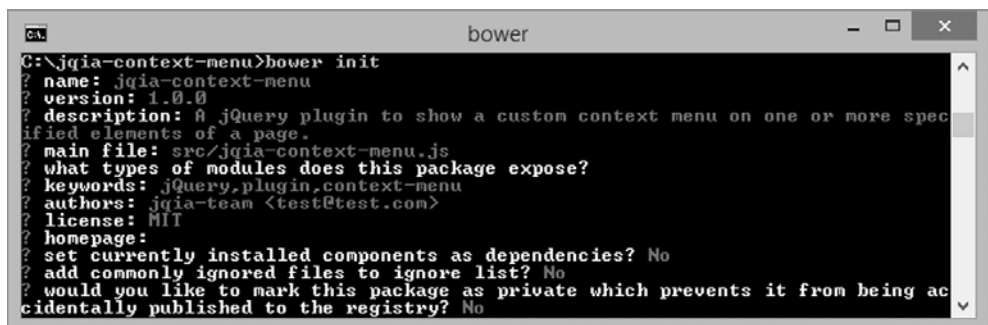 C:\.
bower
C:\jqia-context-menu>bower init
? name: jqia-context-menu
? version: 1.0.0
? description: A jQuery plugin to show a custom context menu on one or more spec
ified elements of a page.
? main file: src/jqia-context-menu.js
? what types of modules does this package expose?
? keywords: jQuery,plugin,context-menu
? authors: jqia-team <test@test.com>
? license: MIT
? homepage:
? set currently installed components as dependencies? No
? add commonly ignored files to ignore list? No
? would you like to mark this package as private which prevents it from being ac
cidentally published to the registry? No